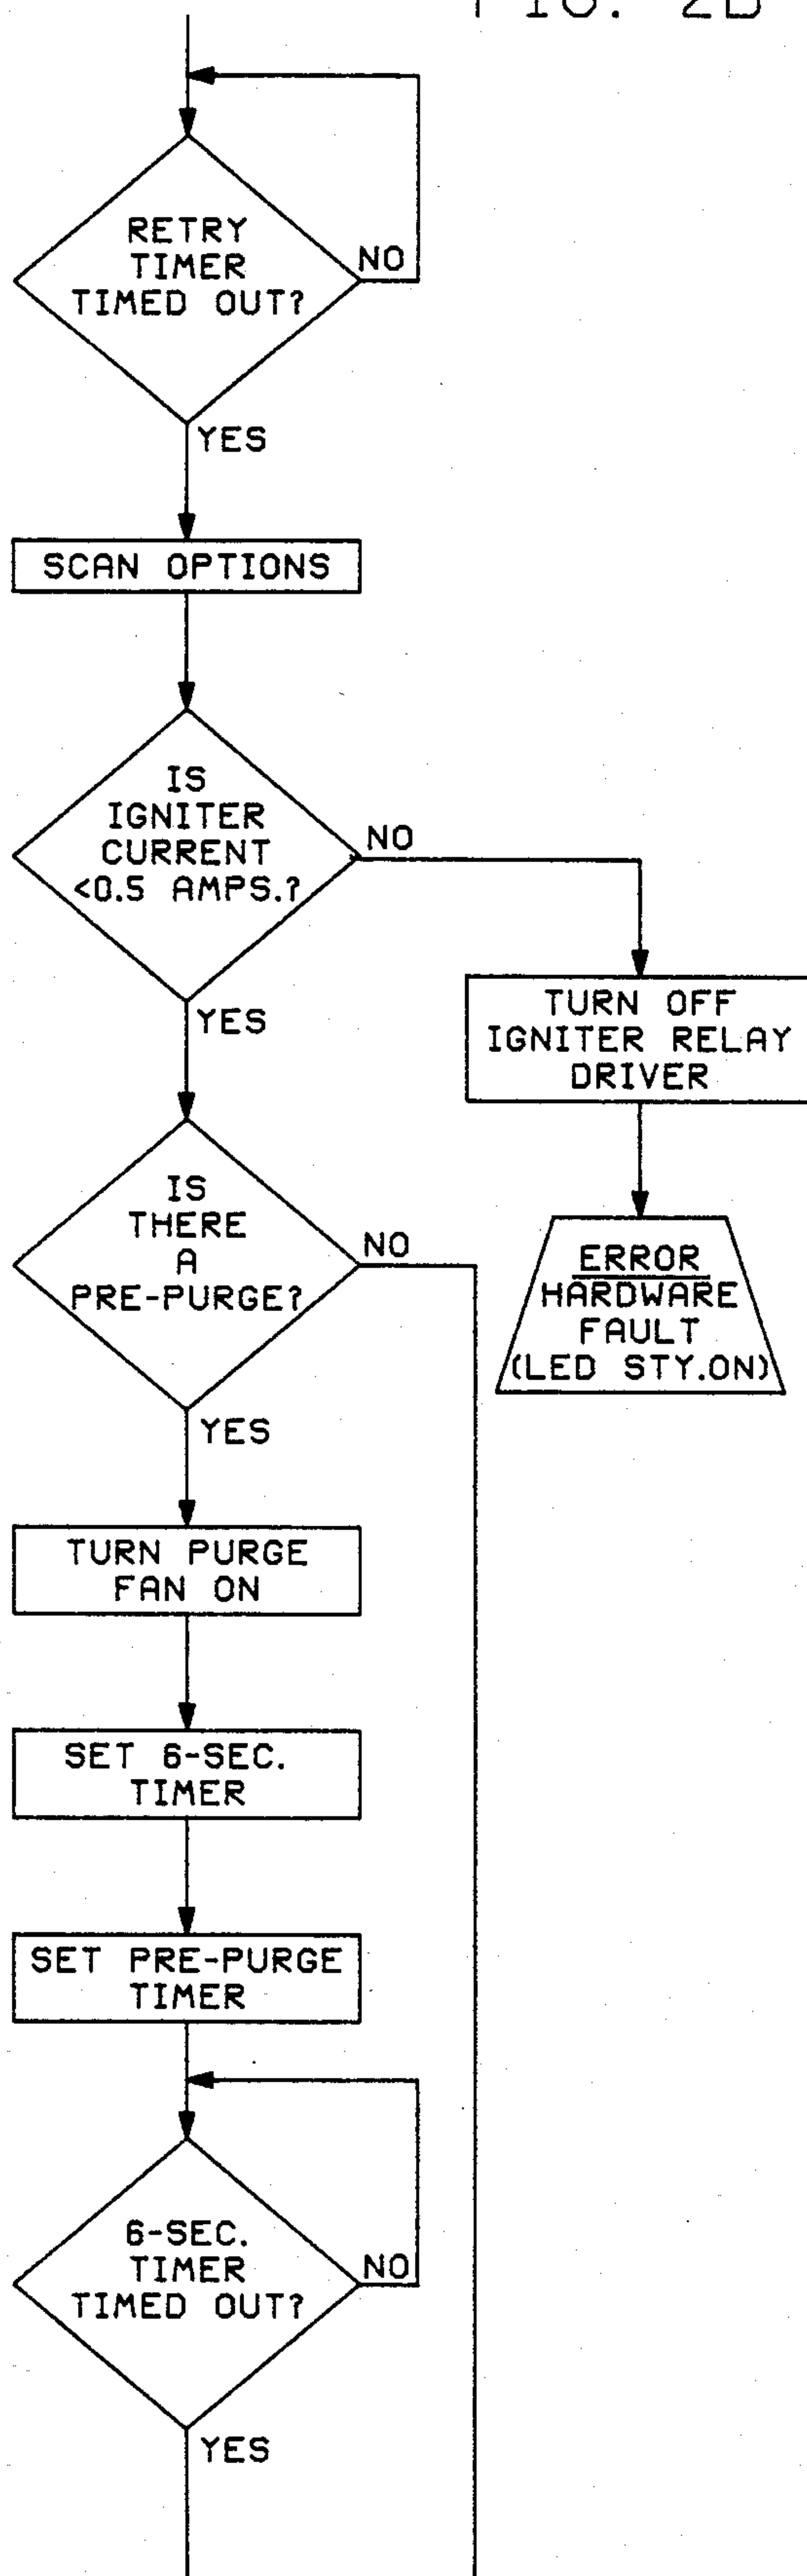 FIG. 2B
RETRY
TIMER
TIMED OUT?
NO
YES
SCAN OPTIONS
IS
IGNITER
CURRENT
<0.5 AMPS.?
NO
YES
TURN OFF
IGNITER RELAY
DRIVER
IS
THERE
A
PRE-PURGE?
NO
YES
ERROR
HARDWARE
FAULT
(LED STY.ON)
TURN PURGE
FAN ON
SET 6-SEC.
TIMER
SET PRE-PURGE
TIMER
6-SEC.
TIMER
TIMED OUT?
NO
YES